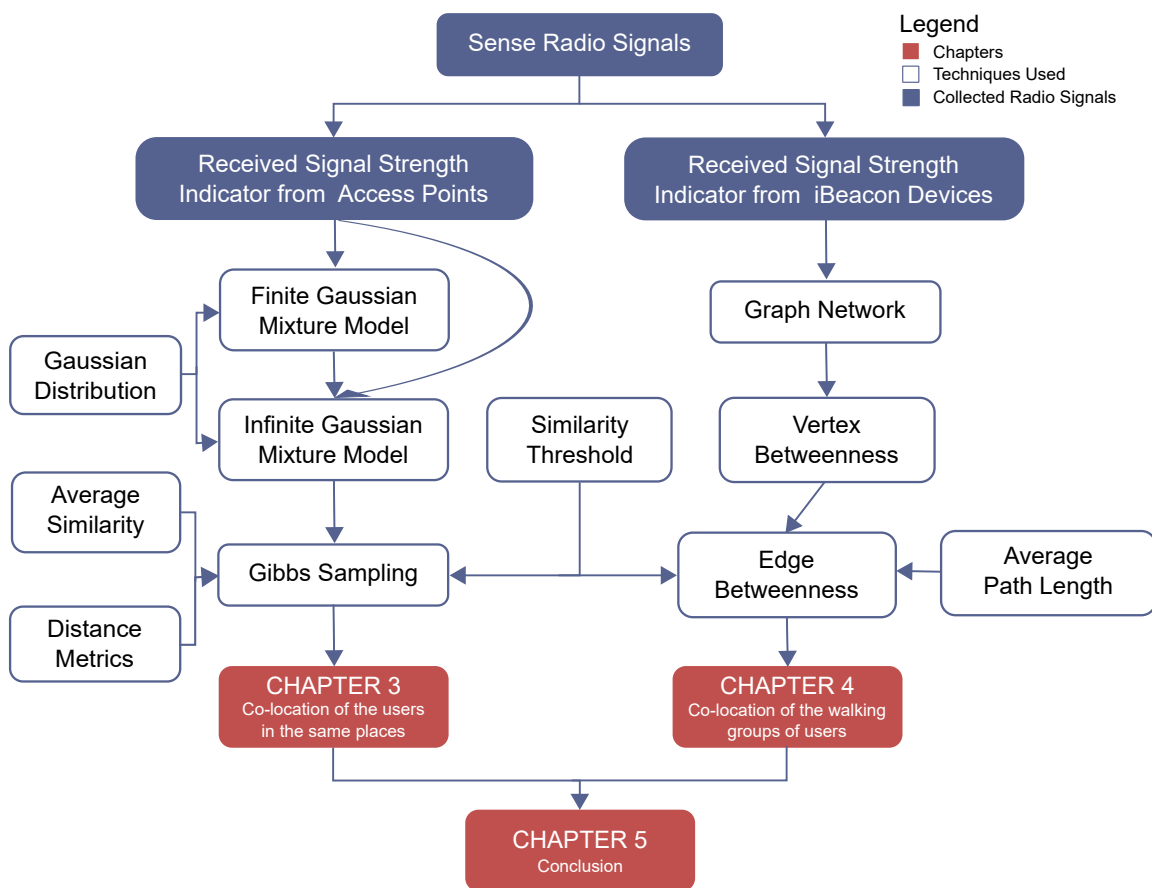 Sense Radio Signals
Legend
Chapters
Techniques Used
Collected Radio Signals
Received Signal Strength
Indicator from Access Points
Received Signal Strength
Indicator from iBeacon Devices
Finite Gaussian
Mixture Model
Graph Network
Gaussian
Distribution
Infinite Gaussian
Mixture Model
Similarity
Threshold
Vertex
Betweenness
Average
Similarity
Gibbs Sampling
Edge
Betweenness
Average
Path Length
Distance
Metrics
CHAPTER 3
Co-location of the users
in the same places
CHAPTER 4
Co-location of the walking
groups of users
CHAPTER 5
Conclusion